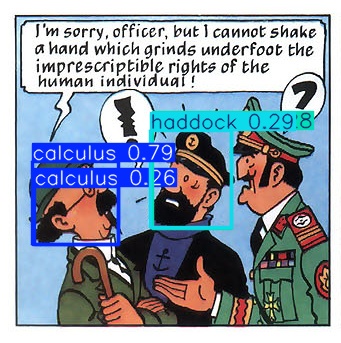 I'm sorry, officer, but I cannot shake
a hand which grinds underfoot the
imprescriptible rights of the
human individual!
!
?
haddock 0.29
calculus 0.79
calculus 0.26